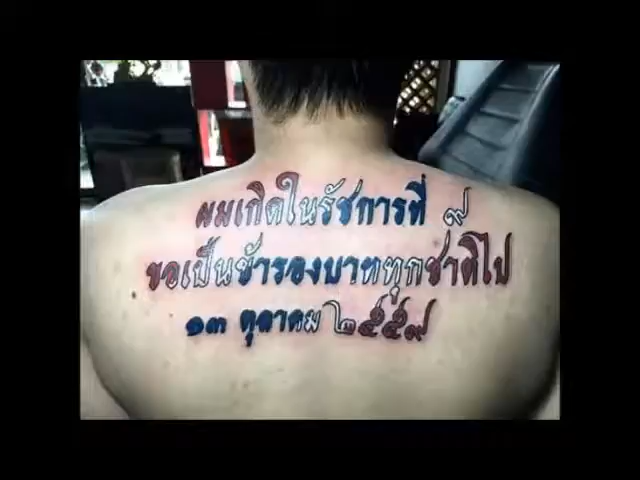 ผมเกิดในรัชการที่ ๙
ขอเป็นข้ารองบาททุกชาติไป
๑๓ ตุลาคม ๒๕๕๙